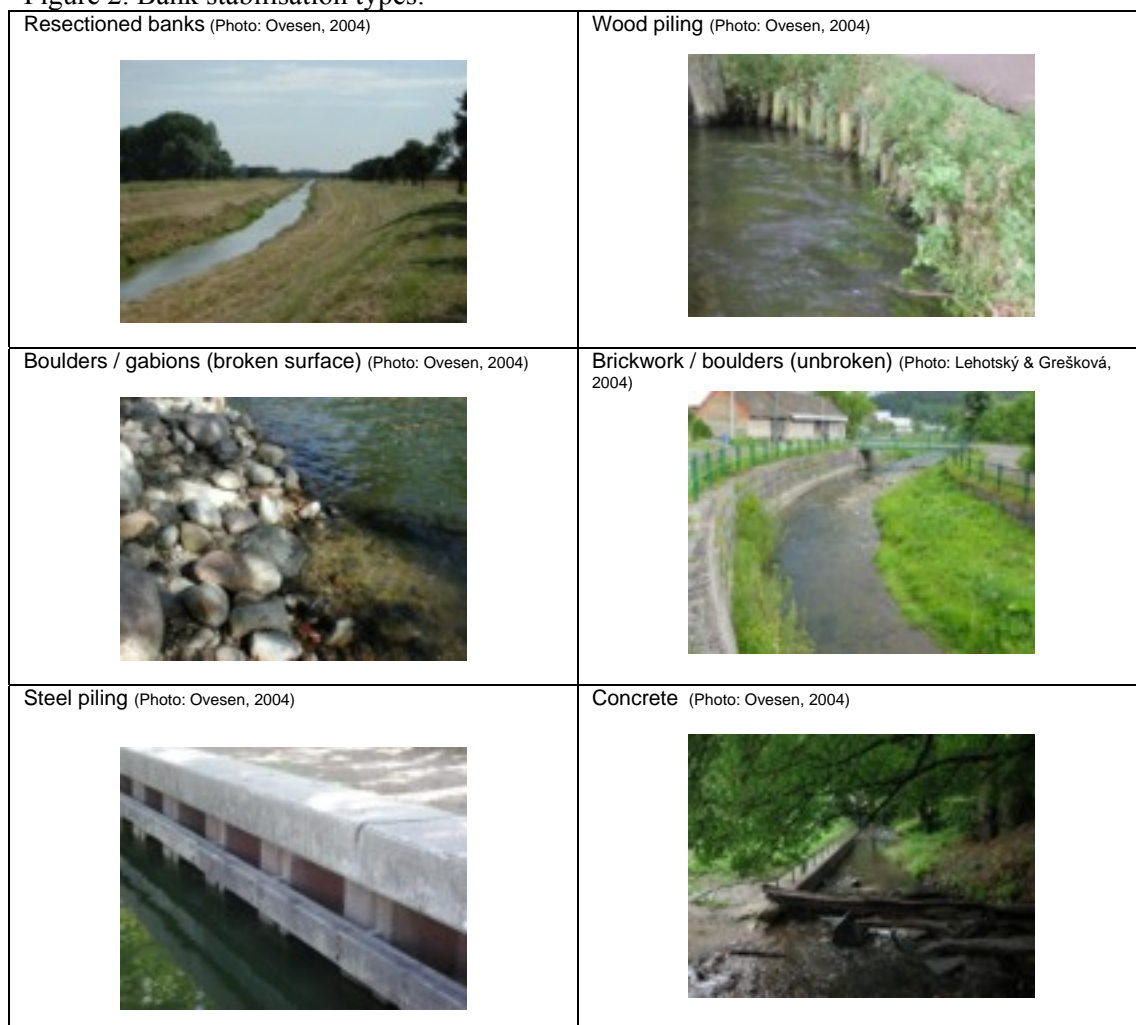 Figure 2. Bank stabilisation types.
Resectioned banks (Photo: Ovesen, 2004)
Wood piling (Photo: Ovesen, 2004)
Boulders / gabions (broken surface) (Photo: Ovesen, 2004)
Brickwork / boulders (unbroken) (Photo: Lehotský & Grešková,
2004)
Steel piling (Photo: Ovesen, 2004)
Concrete (Photo: Ovesen, 2004)